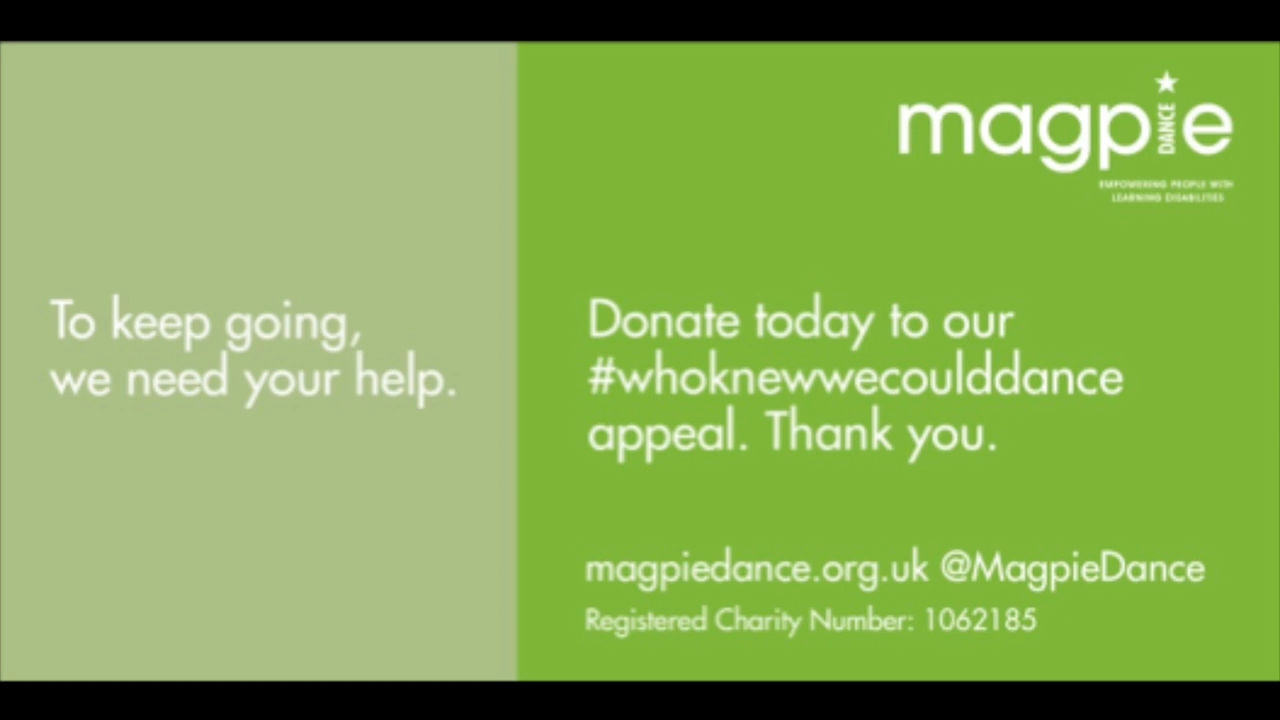 magpie
DANCE
EMPOWERING PEOPLE WITH
LEARNING DISABILITIES
To keep going,
we need your help.
Donate today to our
#whoknewwecoulddance
appeal. Thank you.
magpiedance.org.uk @MagpieDance
Registered Charity Number: 1062185